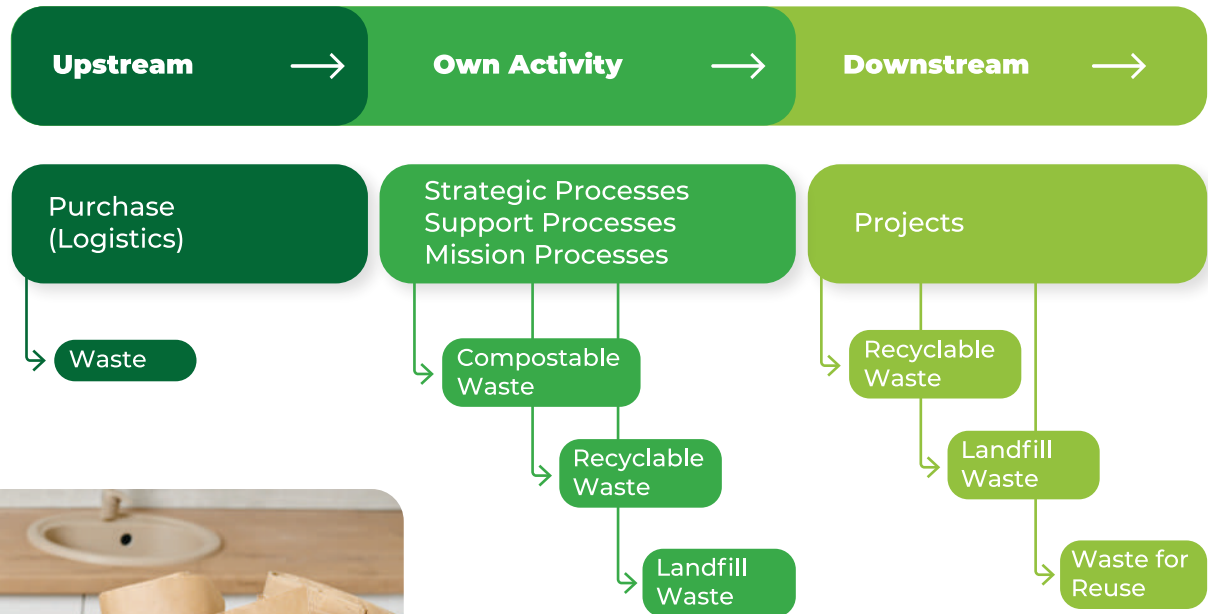 Upstream
Own Activity
Downstream
Purchase
(Logistics)
Strategic Processes
Support Processes
Mission Processes
Projects
Waste
Compostable
Waste
Recyclable
Waste
Landfill
Waste
Recyclable
Waste
Landfill
Waste
Waste for
Reuse